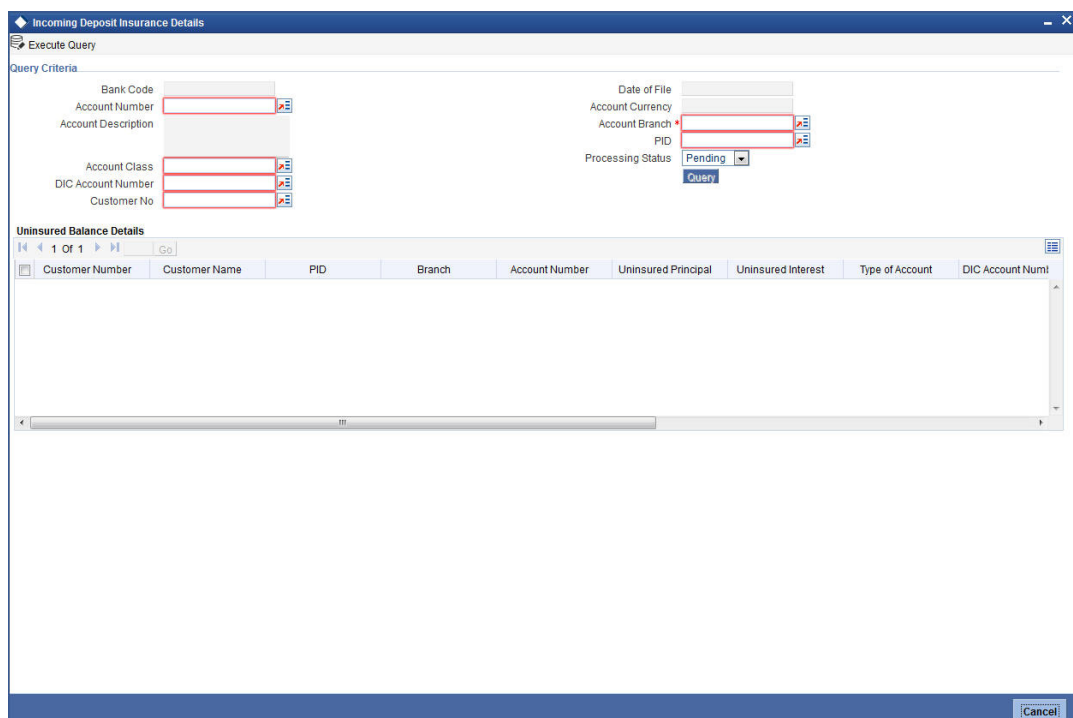 Incoming Deposit Insurance Details
Execute Query
Query Criteria
Bank Code
Account Number
Account Description
Account Class
DIC Account Number
Customer No
Date of File
Account Currency
Account Branch *
PID
Processing Status Pending
Query
Uninsured Balance Details
1 Of 1 Go
Customer Number Customer Name PID Branch Account Number Uninsured Principal Uninsured Interest Type of Account DIC Account Numb
Cancel